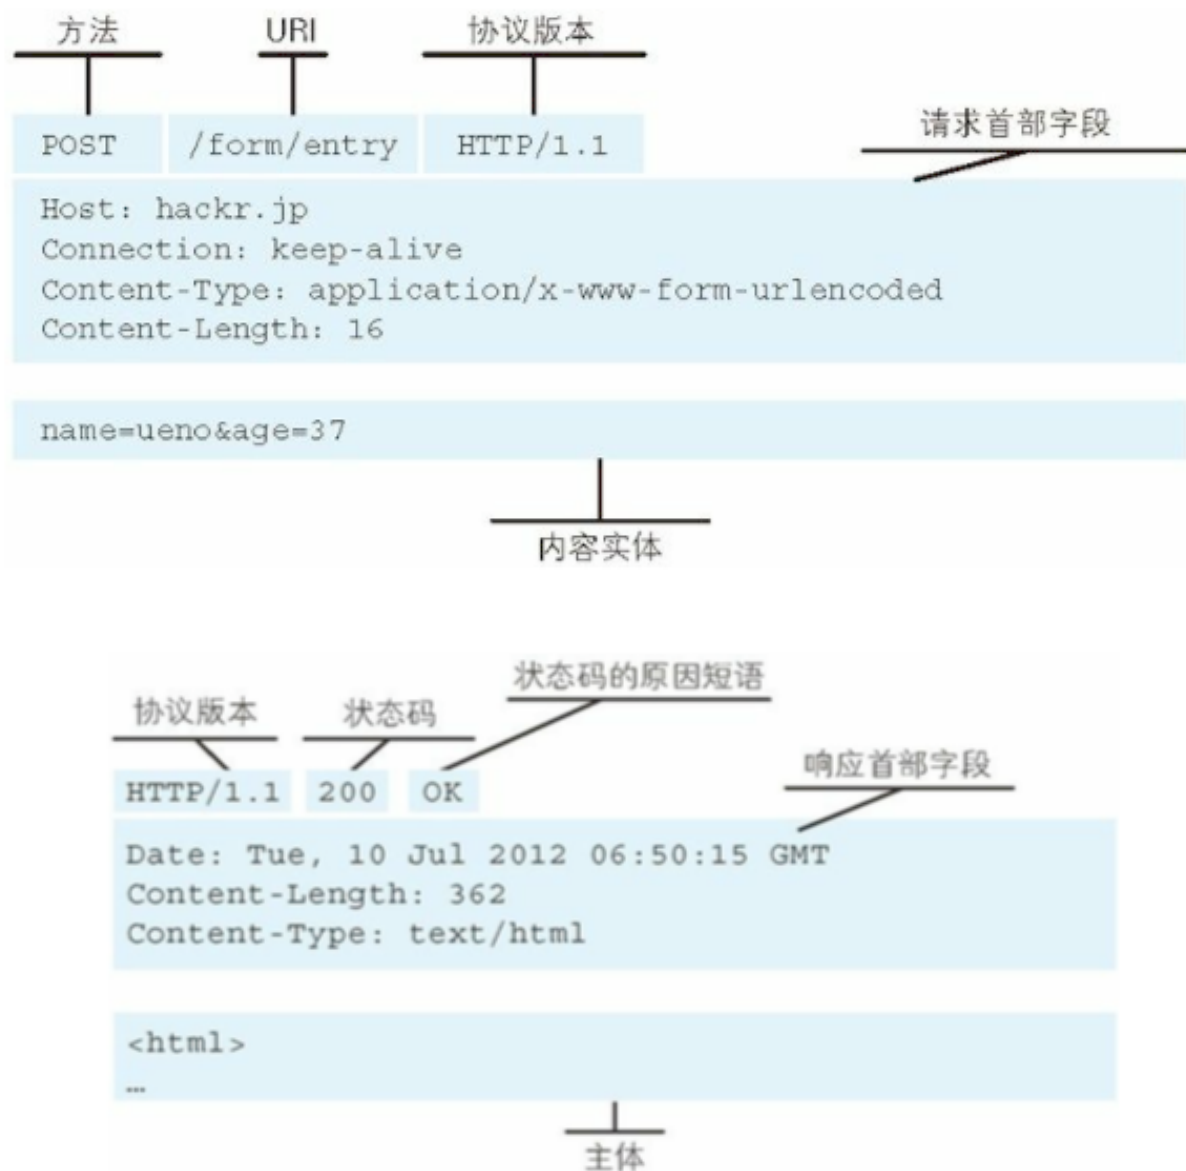 方法 URI 协议版本
请求首部字段
POST /form/entry HTTP/1.1
Host: hackr.jp
Connection: keep-alive
Content-Type: application/x-www-form-urlencoded
Content-Length: 16
name=ueno&age=37
内容实体
状态码的原因短语
协议版本 状态码
响应首部字段
HTTP/1.1 200 OK
Date: Tue, 10 Jul 2012 06:50:15 GMT
Content-Length: 362
Content-Type: text/html
<html>
…
主体